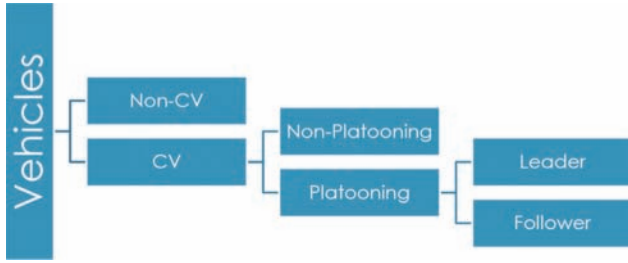 Vehicles
Non-CV
CV
Non-Platooning
Platooning
Leader
Follower